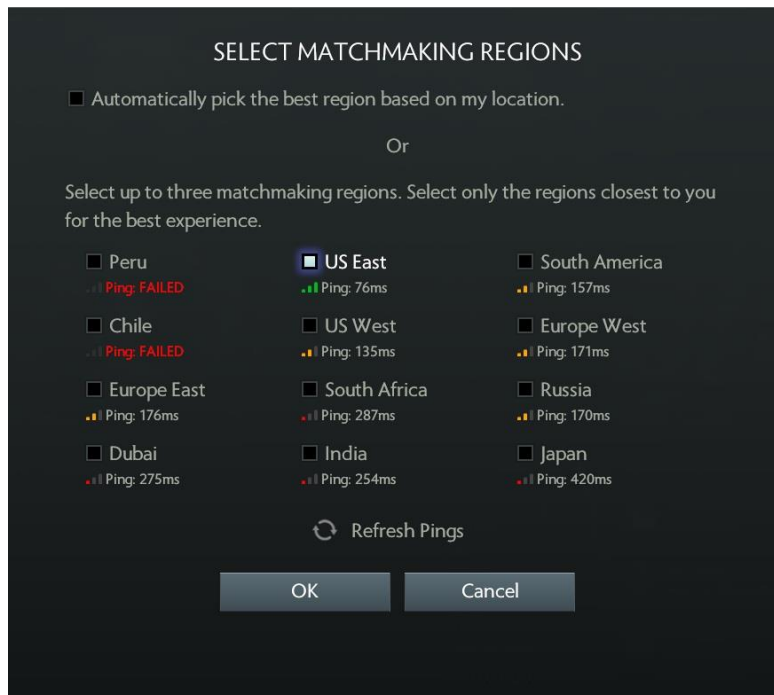 SELECT MATCHMAKING REGIONS
Automatically pick the best region based on my location.
Or
Select up to three matchmaking regions. Select only the regions closest to you
for the best experience.
Peru
Ping: FAILED
US East
Ping: 76ms
South America
Ping: 157ms
Chile
Ping: FAILED
US West
Ping: 135ms
Europe West
Ping: 171ms
Europe East
Ping: 176ms
South Africa
Ping: 287ms
Russia
Ping: 170ms
Dubai
Ping: 275ms
India
Ping: 254ms
Japan
Ping: 420ms
Refresh Pings
OK
Cancel